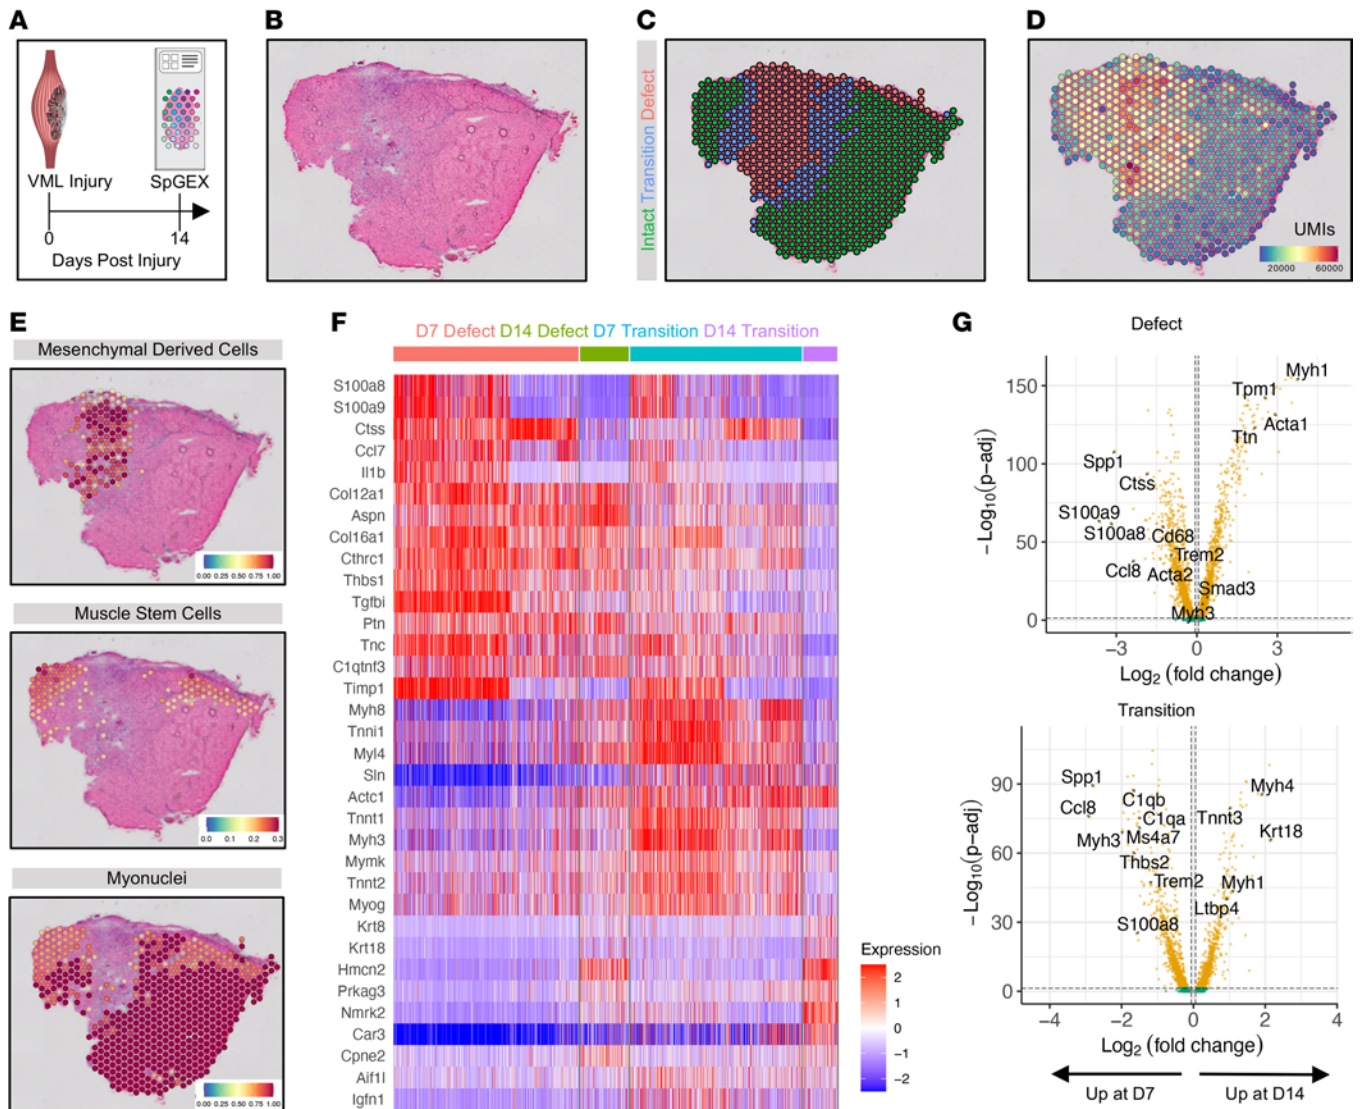 A
VML Injury
SpGEX
0
14
Days Post Injury
B
C
Intact Transition Defect
D
UMIs
20000
60000
E
Mesenchymal Derived Cells
0.00 0.25 0.50 0.75 1.00
Muscle Stem Cells
0.0 0.1 0.2 0.3
Myonuclei
0.00 0.25 0.50 0.75 1.00
F
D7 Defect D14 Defect D7 Transition D14 Transition
S100a8
S100a9
Ctss
Ccl7
Il1b
Col12a1
Aspn
Col16a1
Cthrc1
Thbs1
Tgfbi
Ptn
Tnc
C1qtnf3
Timp1
Myh8
Tnni1
Myl4
Sln
Actc1
Tnnt1
Myh3
Mymk
Tnnt2
Myog
Krt8
Krt18
Hmcn2
Prkag3
Nmrk2
Car3
Cpne2
Aif1l
Igfn1
Expression
2
1
0
−1
−2
G
Defect
−Log10(p−adj)
150
100
50
0
Myh1
Tpm1
Acta1
Ttn
Spp1
Ctss
S100a9
S100a8
Cd68
Trem2
Ccl8
Acta2
Smad3
Myh3
−3 0 3
Log2 (fold change)
Transition
−Log10(p−adj)
90
60
30
0
Spp1
Myh4
C1qb
Ccl8
C1qa
Tnnt3
Krt18
Myh3
Ms4a7
Thbs2
Trem2
Myh1
Ltbp4
S100a8
−4 −2 0 2 4
Log2 (fold change)
Up at D7
Up at D14